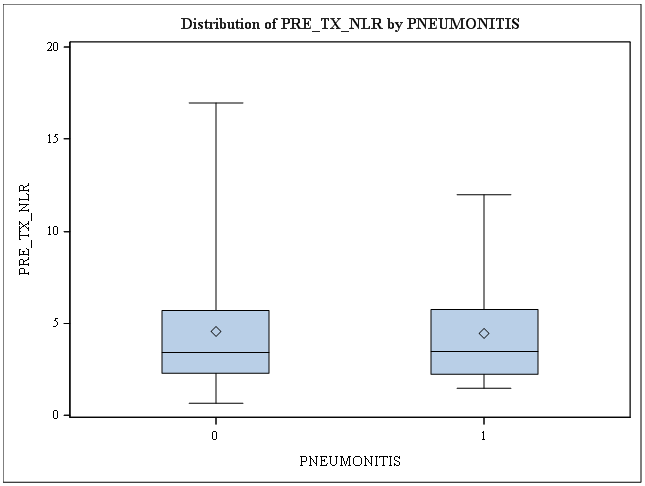 Distribution of PRE_TX_NLR by PNEUMONITIS
20
15
10
5
0
PRE_TX_NLR
0
1
PNEUMONITIS